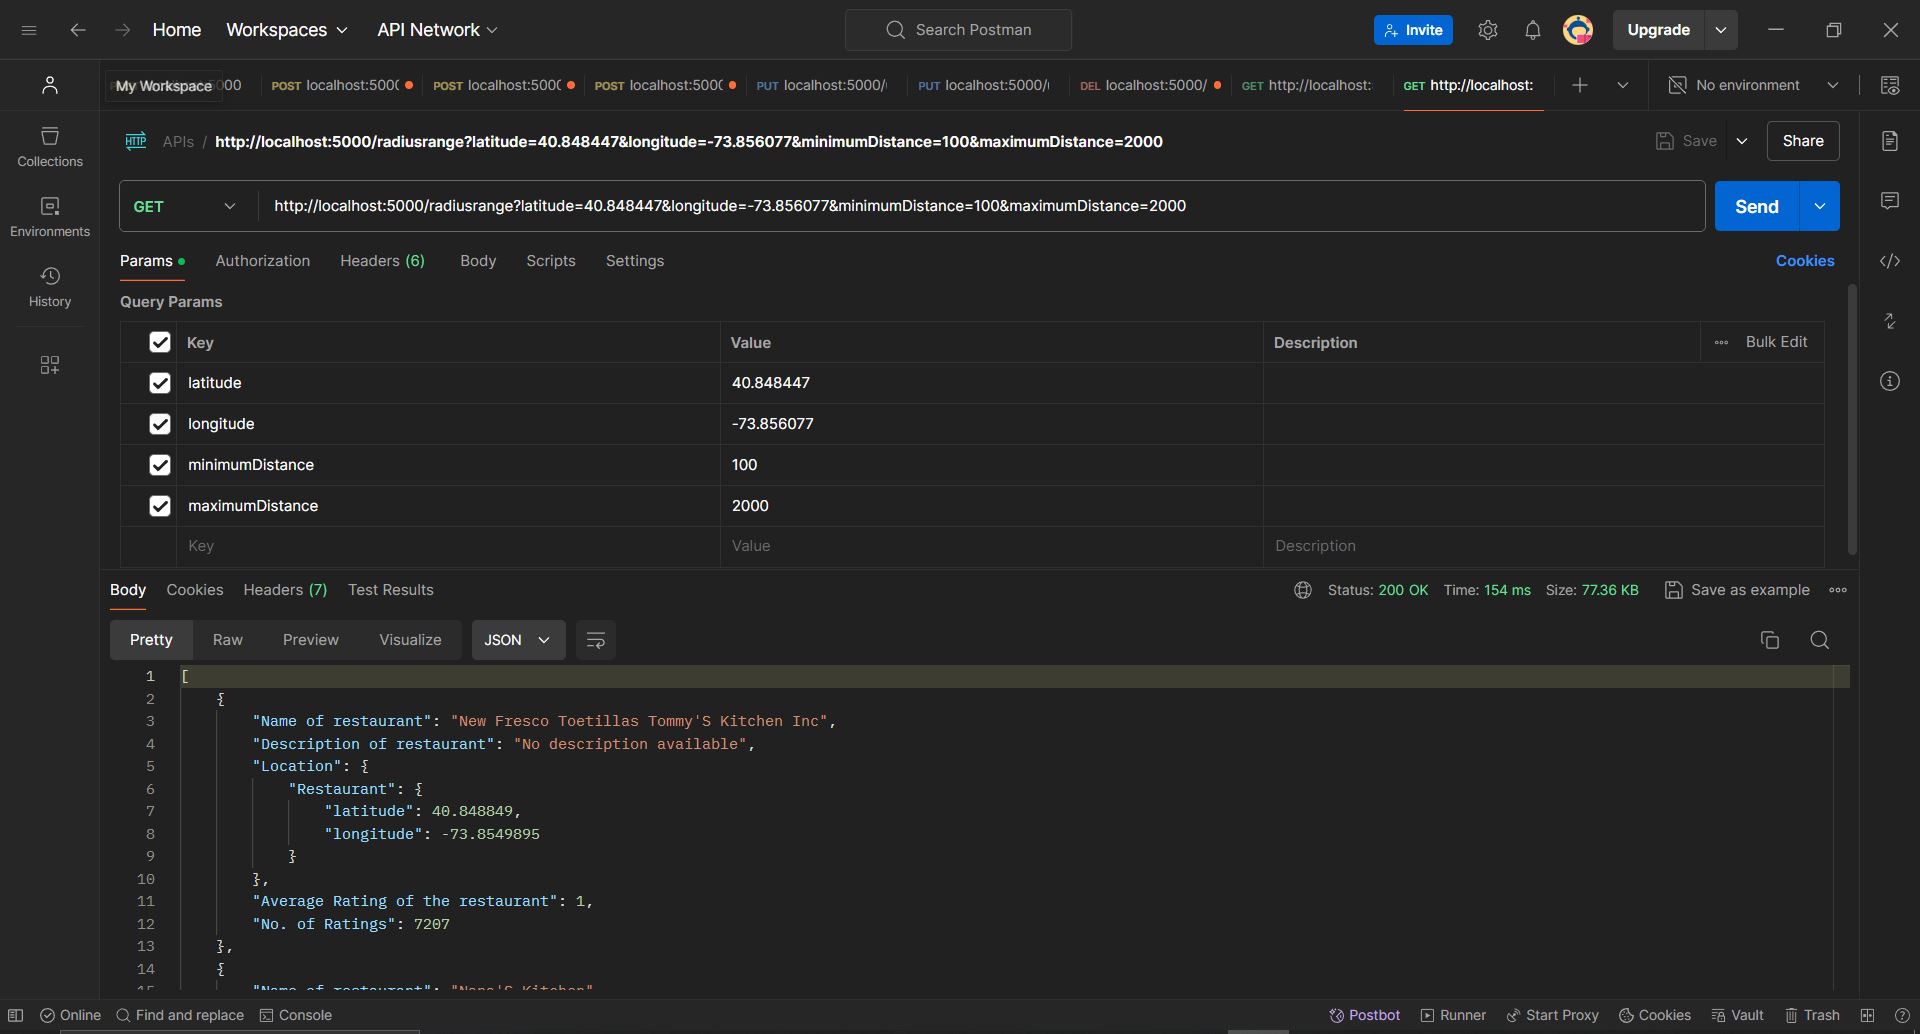 Home Workspaces API Network Search Postman Invite Upgrade
My Workspace 000 POST localhost:500 POST localhost:500 POST localhost:500 PUT localhost:5000/ PUT localhost:5000/ DEL localhost:5000/ GET http://localhost: GET http://localhost: No environment
HTTP APIs / http://localhost:5000/radiusrange?latitude=40.848447&longitude=-73.856077&minimumDistance=100&maximumDistance=2000 Save Share
Collections
Environments
History
GET http://localhost:5000/radiusrange?latitude=40.848447&longitude=-73.856077&minimumDistance=100&maximumDistance=2000 Send
Params Authorization Headers (6) Body Scripts Settings Cookies
Query Params
Key Value Description Bulk Edit
latitude 40.848447
longitude -73.856077
minimumDistance 100
maximumDistance 2000
Key Value Description
Body Cookies Headers (7) Test Results Status: 200 OK Time: 154 ms Size: 77.36 KB Save as example
Pretty Raw Preview Visualize JSON
1 [
2 {
3 "Name of restaurant": "New Fresco Toetillas Tommy'S Kitchen Inc",
4 "Description of restaurant": "No description available",
5 "Location": {
6 "Restaurant": {
7 "latitude": 40.848849,
8 "longitude": -73.8549895
9 }
10 },
11 "Average Rating of the restaurant": 1,
12 "No. of Ratings": 7207
13 },
14 {
15 "Name of restaurant": "Nano'S Kitchen"
Online Find and replace Console Postbot Runner Start Proxy Cookies Vault Trash